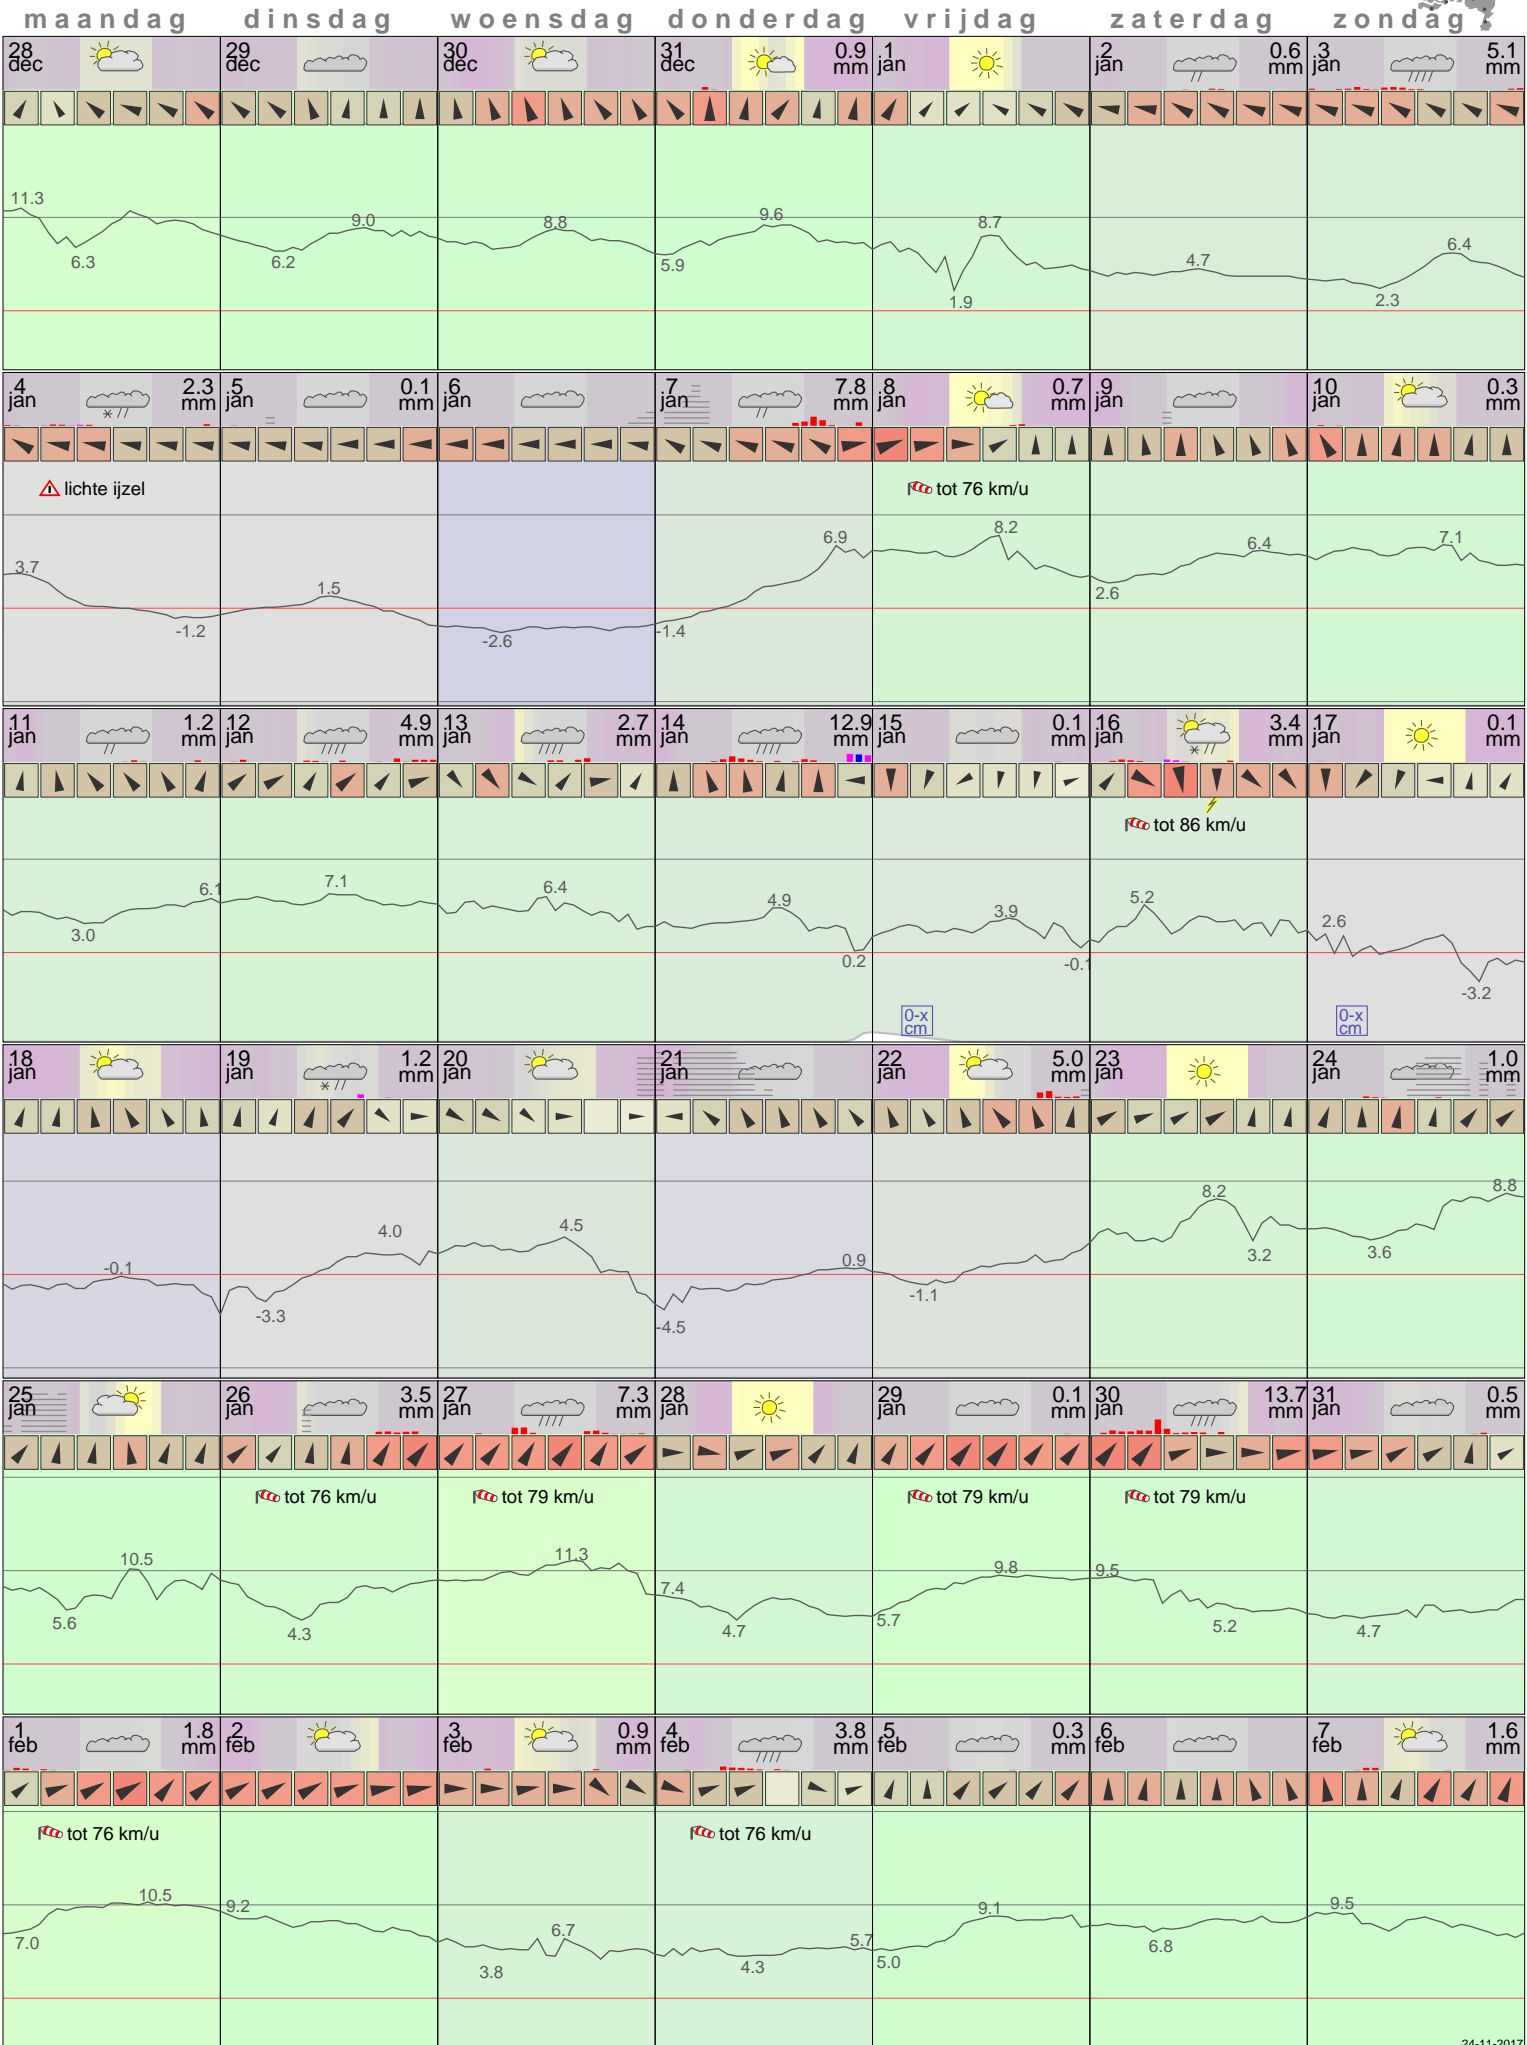 maandag dinsdag woensdag donderdag vrijdag zaterdag zondag
28 dec
29 dec
30 dec
31 dec 0.9 mm
1 jan
2 jan 0.6 mm
3 jan 5.1 mm
11.3 6.3 6.2 9.0 8.8 5.9 9.6 1.9 8.7 4.7 2.3 6.4
4 jan 2.3 mm
5 jan 0.1 mm
6 jan
7 jan 7.8 mm
8 jan 0.7 mm
9 jan
10 jan 0.3 mm
lichte ijzel
tot 76 km/u
3.7 -1.2 1.5 -2.6 -1.4 6.9 8.2 2.6 6.4 7.1
11 jan 1.2 mm
12 jan 4.9 mm
13 jan 2.7 mm
14 jan 12.9 mm
15 jan 0.1 mm
16 jan 3.4 mm
17 jan 0.1 mm
tot 86 km/u
3.0 6.1 7.1 6.4 4.9 0.2 3.9 -0.1 5.2 2.6 -3.2
0-x cm
0-x cm
18 jan
19 jan 1.2 mm
20 jan
21 jan
22 jan 5.0 mm
23 jan
24 jan 1.0 mm
-0.1 -3.3 4.0 4.5 -4.5 0.9 -1.1 8.2 3.2 3.6 8.8
25 jan
26 jan 3.5 mm
27 jan 7.3 mm
28 jan
29 jan 0.1 mm
30 jan 13.7 mm
31 jan 0.5 mm
tot 76 km/u
tot 79 km/u
tot 79 km/u
tot 79 km/u
5.6 10.5 4.3 11.3 7.4 4.7 5.7 9.8 9.5 5.2 4.7
1 feb 1.8 mm
2 feb
3 feb 0.9 mm
4 feb 3.8 mm
5 feb 0.3 mm
6 feb
7 feb 1.6 mm
tot 76 km/u
tot 76 km/u
7.0 10.5 9.2 3.8 6.7 4.3 5.7 5.0 9.1 6.8 9.5
24-11-2017